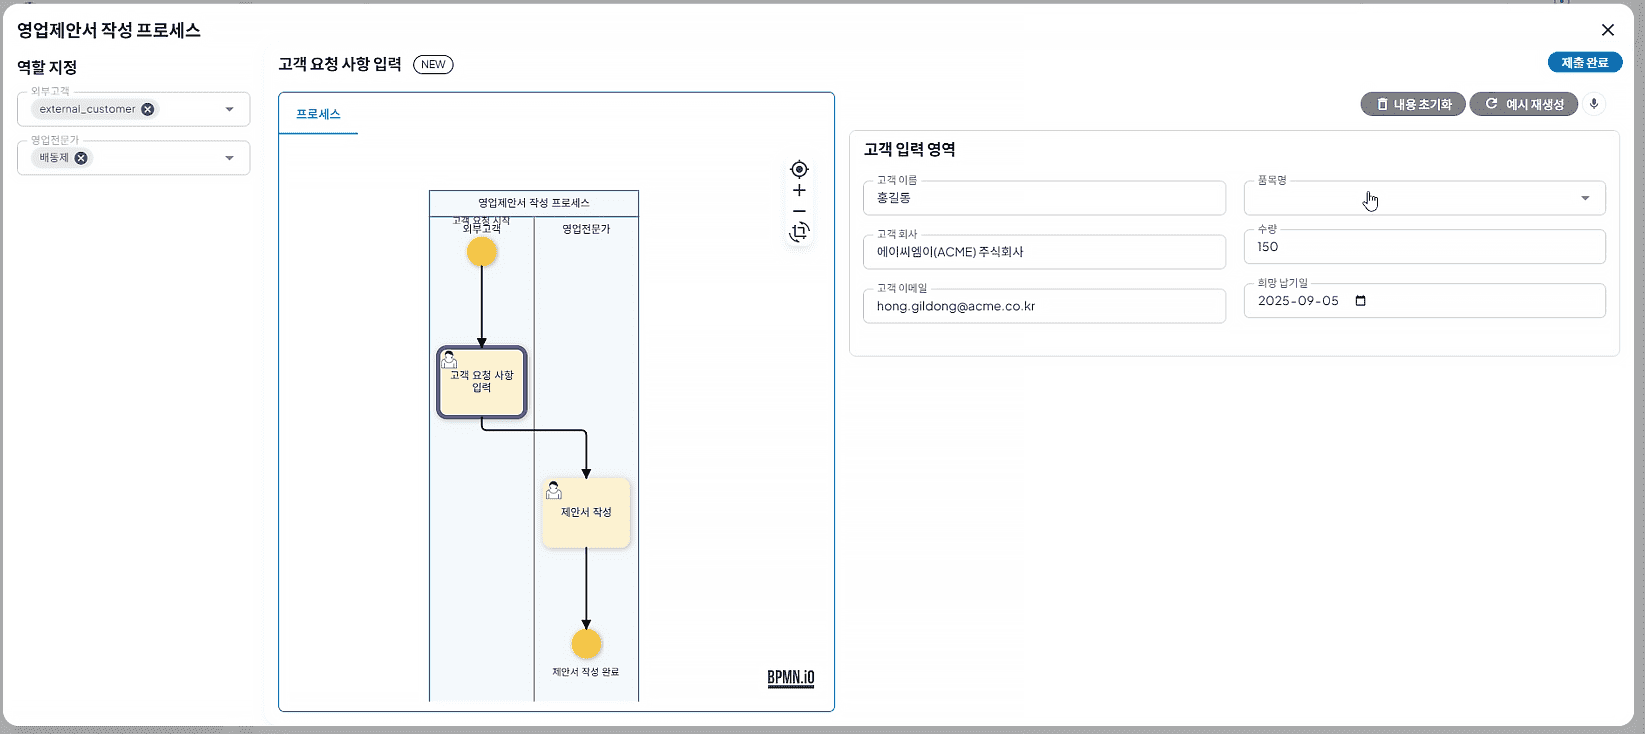 영업제안서 작성 프로세스
역할 지정
외부고객
external_customer
영업전문가
배동제
고객 요청 사항 입력
NEW
제출 완료
프로세스
영업제안서 작성 프로세스
고객 요청 시작
외부고객
영업전문가
고객 요청 사항
입력
제안서 작성
제안서 작성 완료
BPMN.iO
내용 초기화
예시 재생성
고객 입력 영역
고객 이름
홍길동
품목명
고객 회사
에이씨엠이(ACME) 주식회사
수량
150
고객 이메일
hong.gildong@acme.co.kr
희망 납기일
2025-09-05